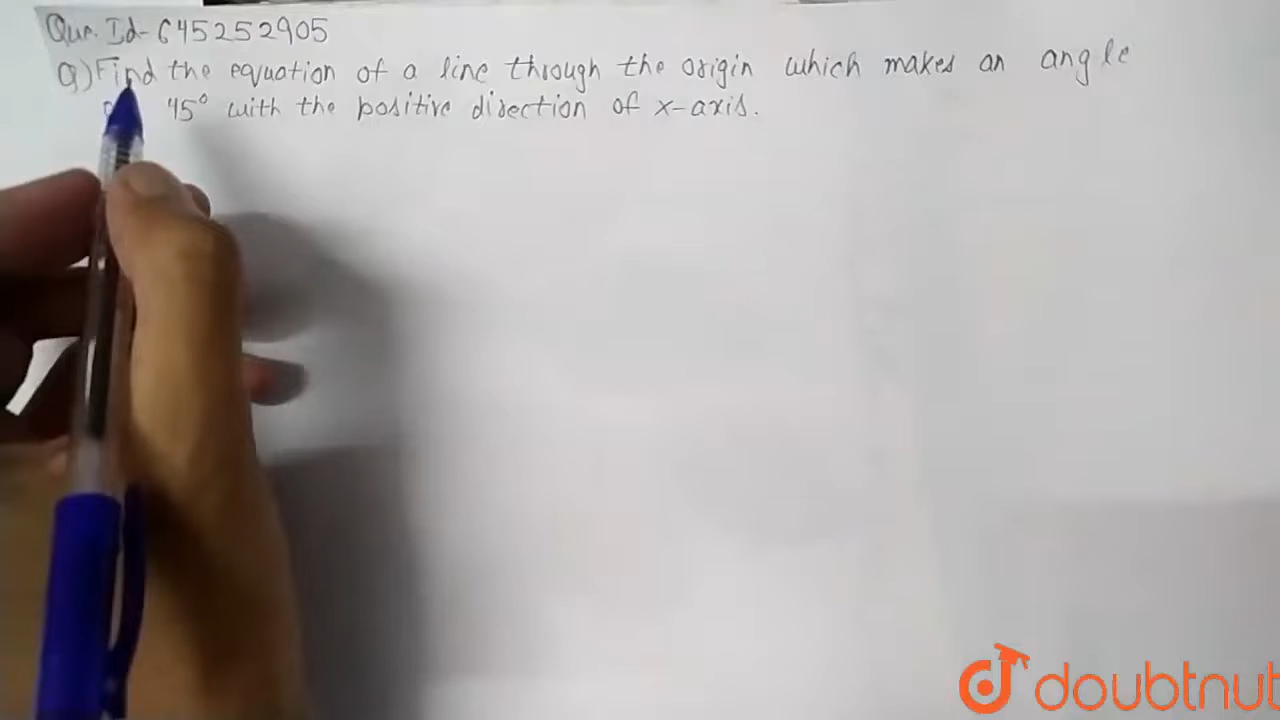 Que. Id-645252905
Q) Find the equation of a line through the origin which makes an angle
45° with the positive direction of x-axis.
doubtnut